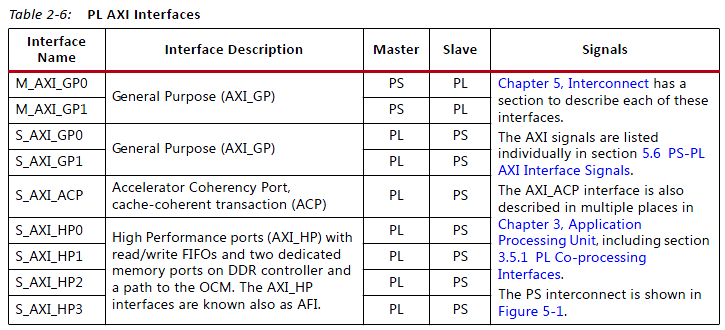 Table 2-6: PL AXI Interfaces
Interface Name
Interface Description
Master
Slave
Signals
M_AXI_GP0
General Purpose (AXI_GP)
PS
PL
M_AXI_GP1
PS
PL
S_AXI_GP0
General Purpose (AXI_GP)
PL
PS
S_AXI_GP1
PL
PS
S_AXI_ACP
Accelerator Coherency Port,
cache-coherent transaction (ACP)
PL
PS
S_AXI_HP0
High Performance ports (AXI_HP) with
read/write FIFOs and two dedicated
memory ports on DDR controller and
a path to the OCM. The AXI_HP
interfaces are known also as AFI.
PL
PS
S_AXI_HP1
PL
PS
S_AXI_HP2
PL
PS
S_AXI_HP3
PL
PS
Chapter 5, Interconnect has a
section to describe each of these
interfaces.
The AXI signals are listed
individually in section 5.6 PS-PL
AXI Interface Signals.
The AXI_ACP interface is also
described in multiple places in
Chapter 3, Application
Processing Unit, including section
3.5.1 PL Co-processing
Interfaces.
The PS interconnect is shown in
Figure 5-1.